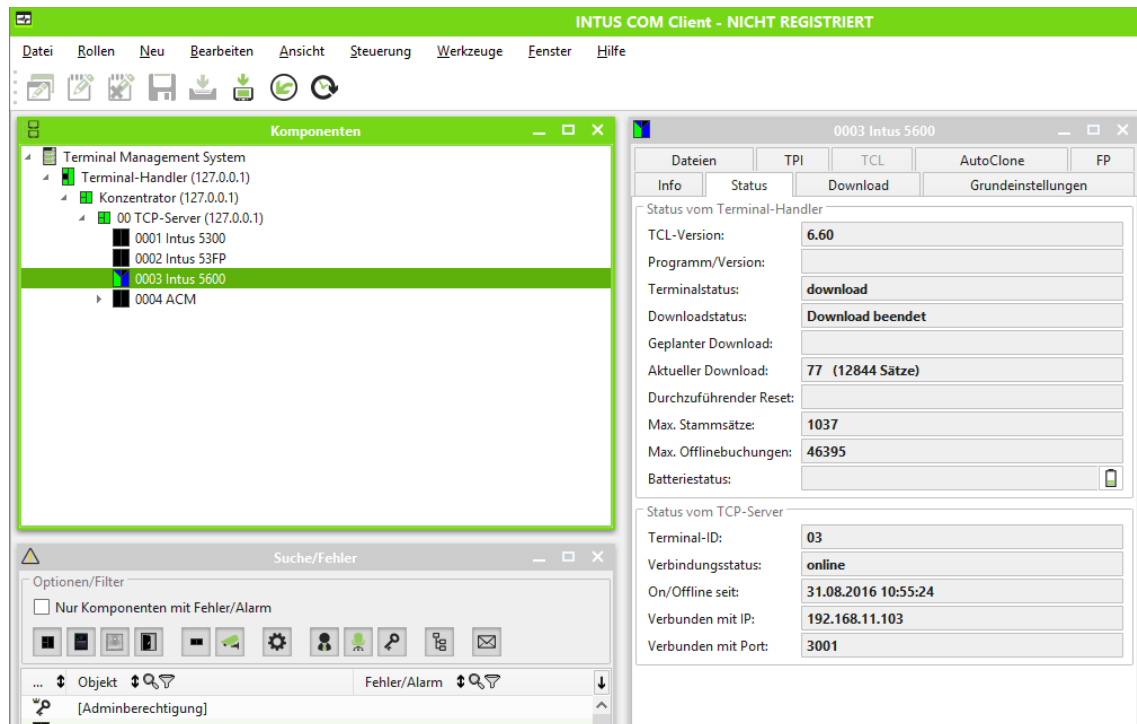 INTUS COM Client - NICHT REGISTRIERT
Datei Rollen Neu Bearbeiten Ansicht Steuerung Werkzeuge Fenster Hilfe
Komponenten
Terminal Management System
Terminal-Handler (127.0.0.1)
Konzentrator (127.0.0.1)
00 TCP-Server (127.0.0.1)
0001 Intus 5300
0002 Intus 53FP
0003 Intus 5600
0004 ACM
Suche/Fehler
Optionen/Filter
Nur Komponenten mit Fehler/Alarm
... Objekt Fehler/Alarm
[Adminberechtigung]
0003 Intus 5600
Dateien TPI TCL AutoClone FP
Info Status Download Grundeinstellungen
Status vom Terminal-Handler
TCL-Version: 6.60
Programm/Version:
Terminalstatus: download
Downloadstatus: Download beendet
Geplanter Download:
Aktueller Download: 77 (12844 Sätze)
Durchzuführender Reset:
Max. Stammsätze: 1037
Max. Offlinebuchungen: 46395
Batteriestatus:
Status vom TCP-Server
Terminal-ID: 03
Verbindungsstatus: online
On/Offline seit: 31.08.2016 10:55:24
Verbunden mit IP: 192.168.11.103
Verbunden mit Port: 3001